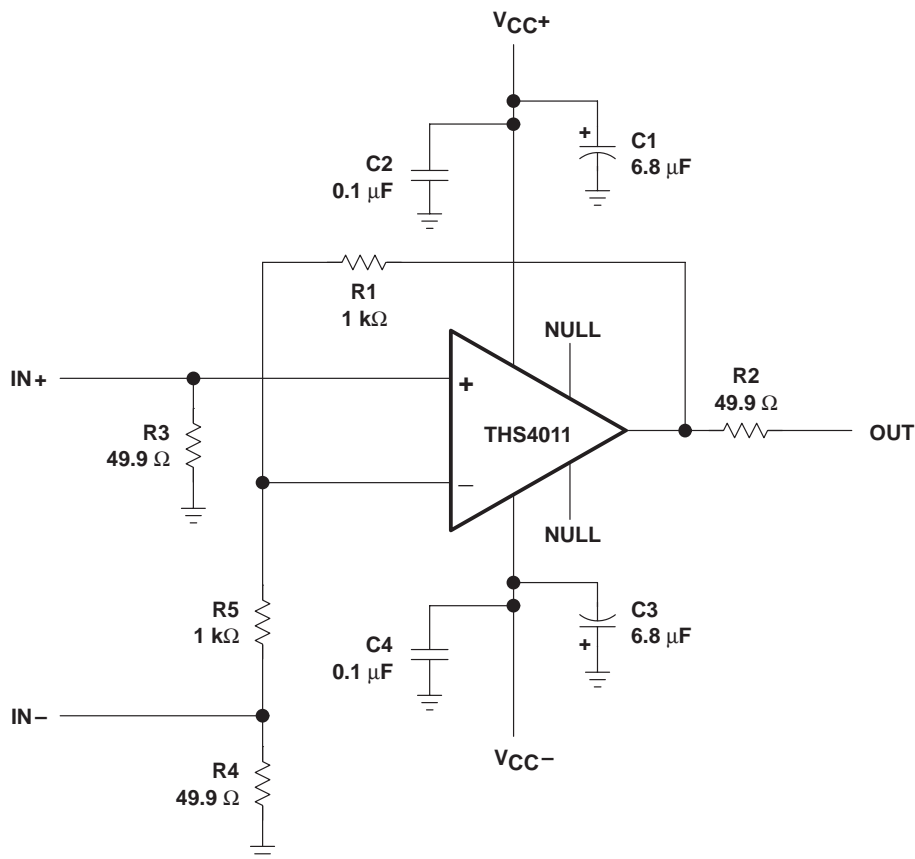 VCC+
C1
6.8 μF
C2
0.1 μF
+
R1
1 kΩ
NULL
IN+
+
R2
49.9 Ω
R3
49.9 Ω
THS4011
OUT
−
NULL
R5
1 kΩ
C3
6.8 μF
C4
0.1 μF
+
IN−
VCC−
R4
49.9 Ω